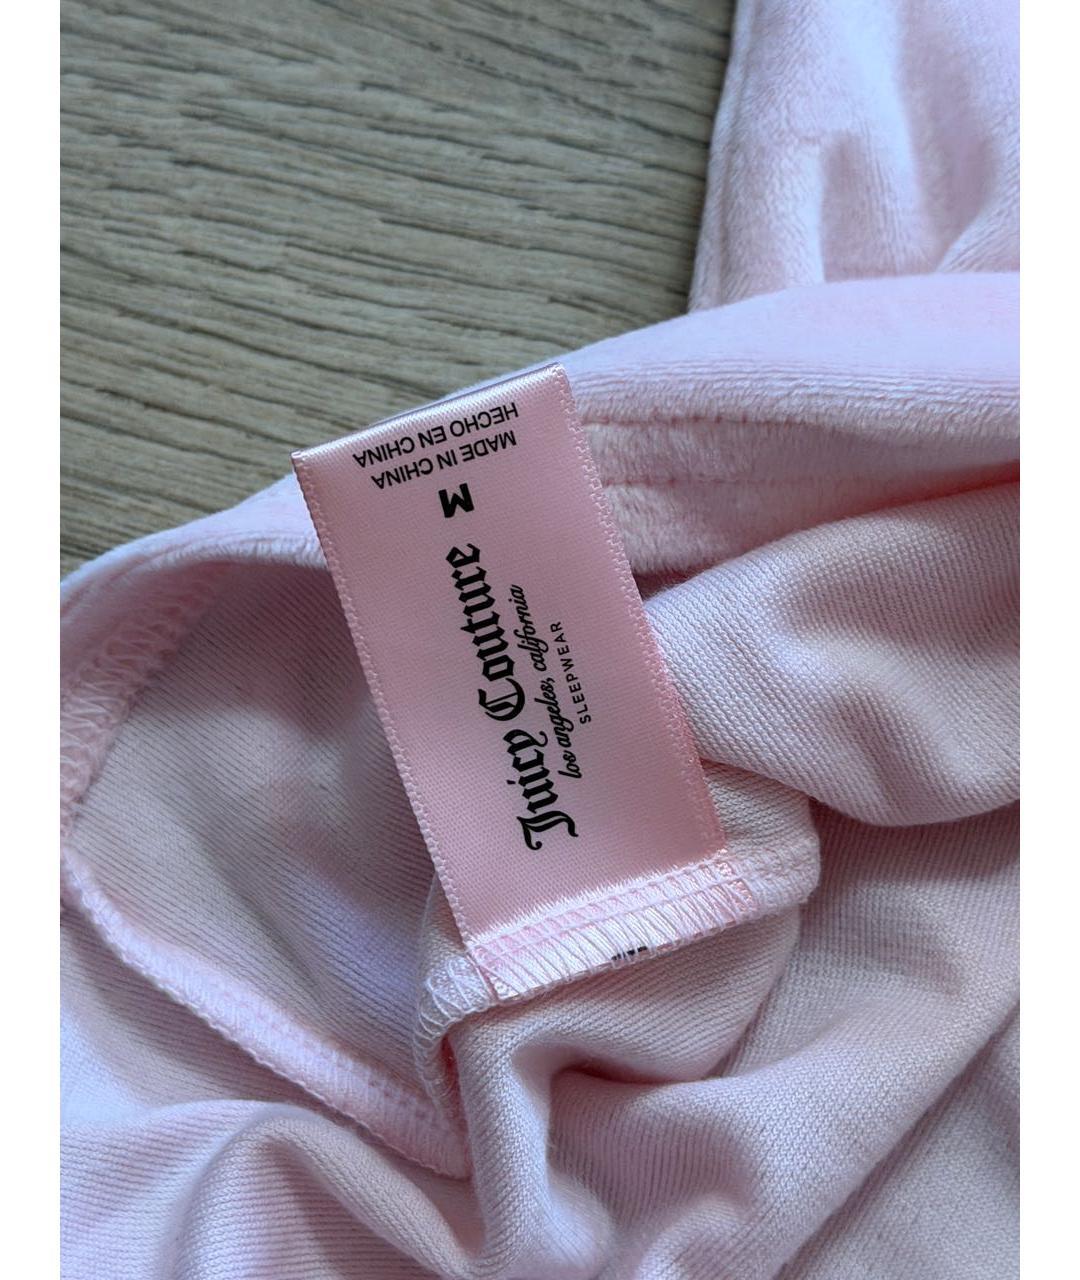 Juicy Couture
los angeles, california
SLEEPWEAR
M
MADE IN CHINA
HECHO EN CHINA